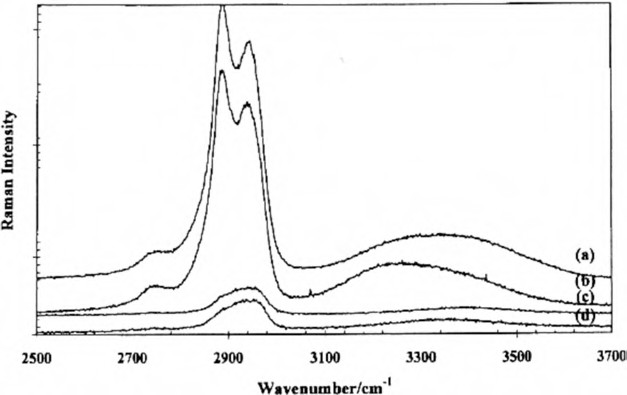 Raman Intensity
(a)
(b)
(c)
(d)
2500 2700 2900 3100 3300 3500 3700
Wavenumber/cm⁻¹